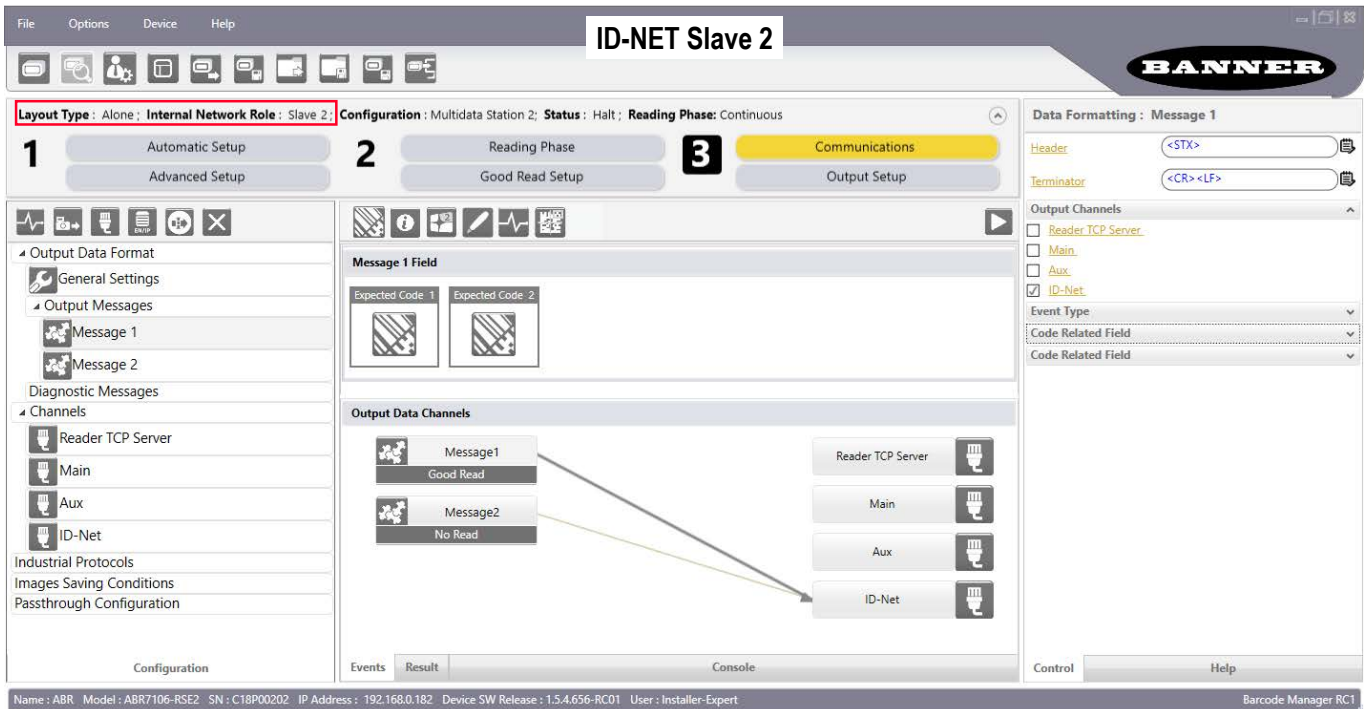 File Options Device Help
ID-NET Slave 2
BANNER
Layout Type : Alone ; Internal Network Role : Slave 2 ; Configuration : Multidata Station 2; Status : Halt ; Reading Phase: Continuous
1 Automatic Setup 2 Reading Phase 3 Communications
Advanced Setup Good Read Setup Output Setup
EN/IP
Output Data Format
General Settings
Output Messages
Message 1
Message 2
Diagnostic Messages
Channels
Reader TCP Server
Main
Aux
ID-Net
Industrial Protocols
Images Saving Conditions
Passthrough Configuration
Configuration
Message 1 Field
Expected Code 1 Expected Code 2
Output Data Channels
Message1
Good Read
Message2
No Read
Reader TCP Server
Main
Aux
ID-Net
Events Result Console
Data Formatting : Message 1
Header <STX>
Terminator <CR><LF>
Output Channels
Reader TCP Server
Main
Aux
ID-Net
Event Type
Code Related Field
Code Related Field
Control Help
Name : ABR Model : ABR7106-RSE2 SN : C18P00202 IP Address : 192.168.0.182 Device SW Release : 1.5.4.656-RC01 User : Installer-Expert Barcode Manager RC1